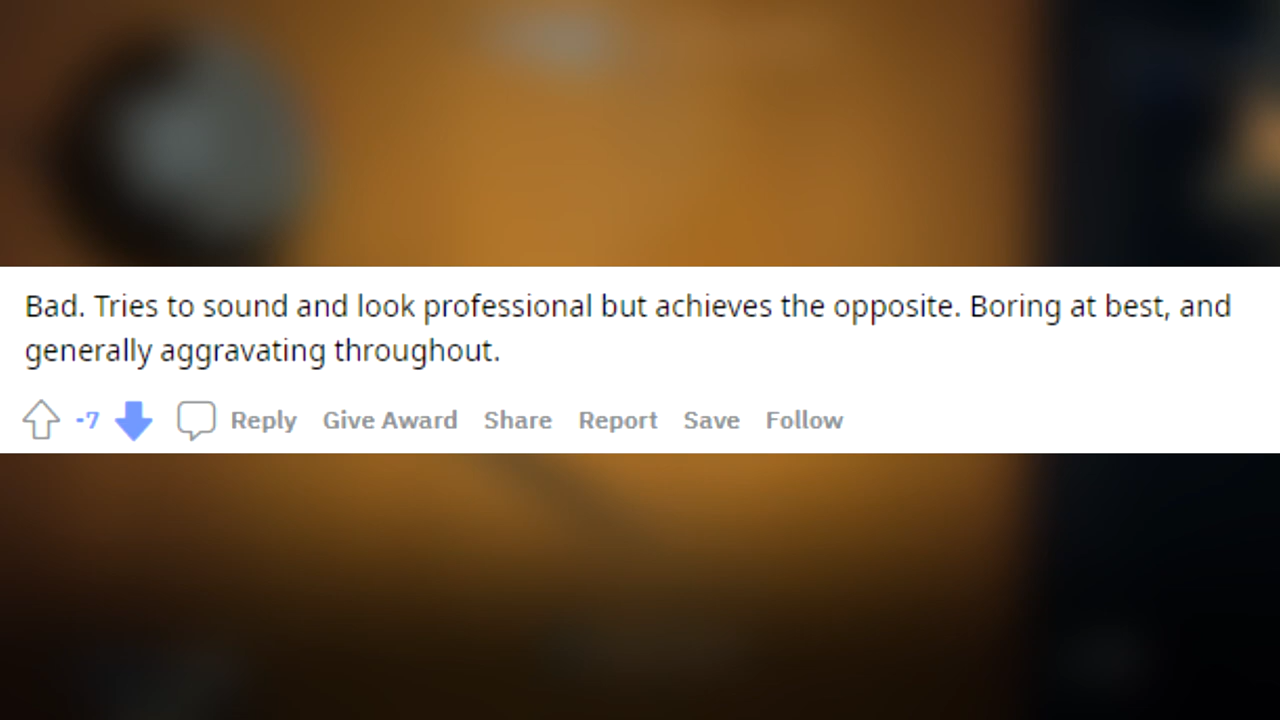 Bad. Tries to sound and look professional but achieves the opposite. Boring at best, and
generally aggravating throughout.
-7 Reply Give Award Share Report Save Follow